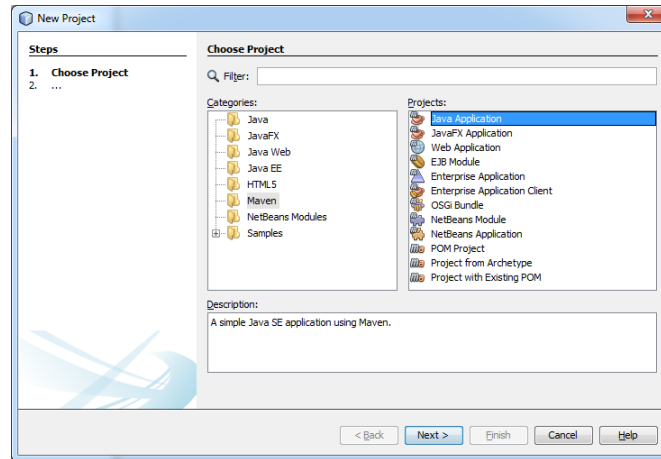 New Project
Steps
1. Choose Project
2. ...
Choose Project
Filter:
Categories:
Java
JavaFX
Java Web
Java EE
HTML5
Maven
NetBeans Modules
Samples
Projects:
Java Application
JavaFX Application
Web Application
EJB Module
Enterprise Application
Enterprise Application Client
OSGi Bundle
NetBeans Module
NetBeans Application
POM Project
Project from Archetype
Project with Existing POM
Description:
A simple Java SE application using Maven.
< Back Next > Finish Cancel Help